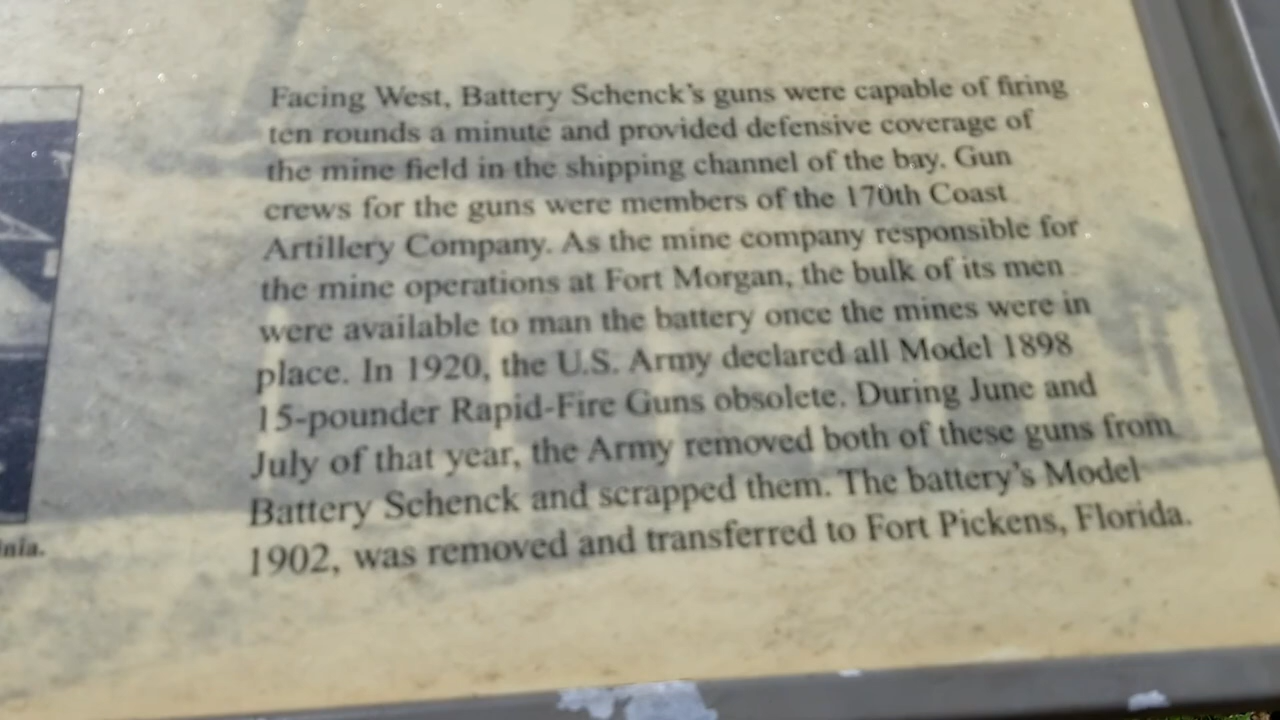 Facing West, Battery Schenck's guns were capable of firing
ten rounds a minute and provided defensive coverage of
the mine field in the shipping channel of the bay. Gun
crews for the guns were members of the 170th Coast
Artillery Company. As the mine company responsible for
the mine operations at Fort Morgan, the bulk of its men
were available to man the battery once the mines were in
place. In 1920, the U.S. Army declared all Model 1898
15-pounder Rapid-Fire Guns obsolete. During June and
July of that year, the Army removed both of these guns from
Battery Schenck and scrapped them. The battery's Model
1902, was removed and transferred to Fort Pickens, Florida.